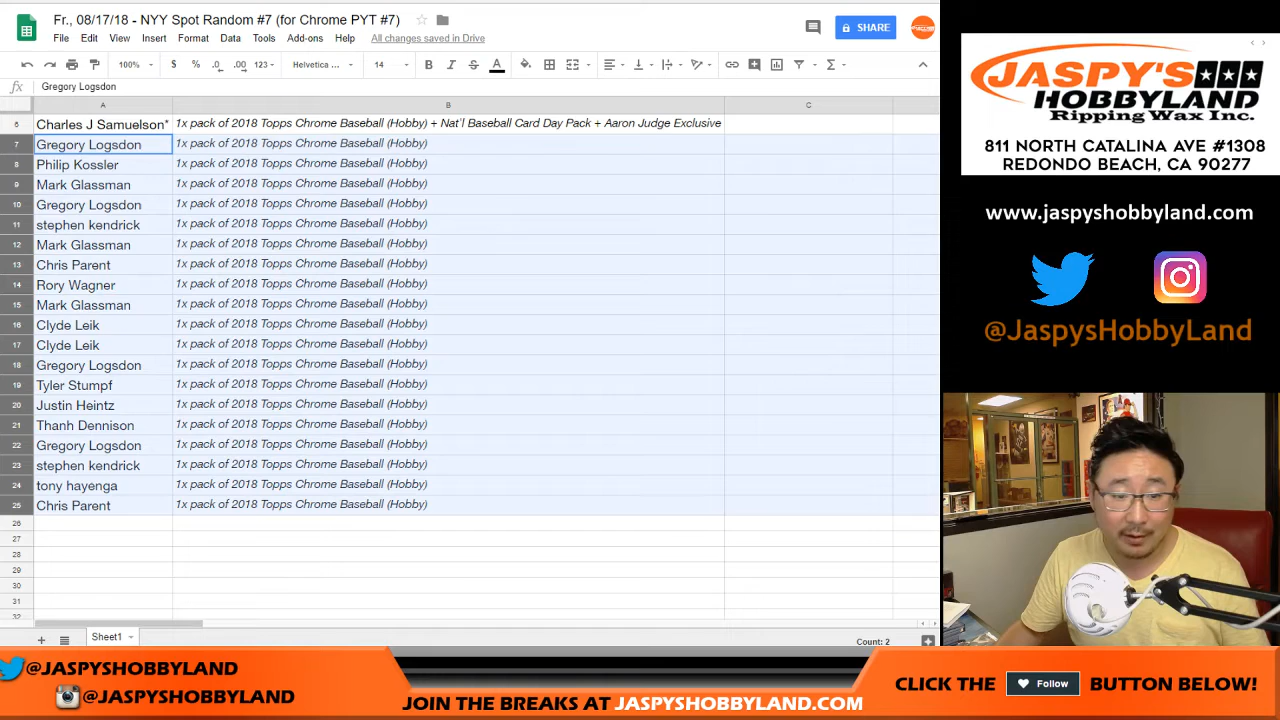 Fr., 08/17/18 - NYY Spot Random #7 (for Chrome PYT #7)
SHARE
File Edit View Insert Format Data Tools Add-ons Help All changes saved in Drive
100% $ % .0 .00 123 Helvetica ... 14 B I S A
fx Gregory Logsdon
A B C
6 Charles J Samuelson* 1x pack of 2018 Topps Chrome Baseball (Hobby) + Nat'l Baseball Card Day Pack + Aaron Judge Exclusive
7 Gregory Logsdon 1x pack of 2018 Topps Chrome Baseball (Hobby)
8 Philip Kossler 1x pack of 2018 Topps Chrome Baseball (Hobby)
9 Mark Glassman 1x pack of 2018 Topps Chrome Baseball (Hobby)
10 Gregory Logsdon 1x pack of 2018 Topps Chrome Baseball (Hobby)
11 stephen kendrick 1x pack of 2018 Topps Chrome Baseball (Hobby)
12 Mark Glassman 1x pack of 2018 Topps Chrome Baseball (Hobby)
13 Chris Parent 1x pack of 2018 Topps Chrome Baseball (Hobby)
14 Rory Wagner 1x pack of 2018 Topps Chrome Baseball (Hobby)
15 Mark Glassman 1x pack of 2018 Topps Chrome Baseball (Hobby)
16 Clyde Leik 1x pack of 2018 Topps Chrome Baseball (Hobby)
17 Clyde Leik 1x pack of 2018 Topps Chrome Baseball (Hobby)
18 Gregory Logsdon 1x pack of 2018 Topps Chrome Baseball (Hobby)
19 Tyler Stumpf 1x pack of 2018 Topps Chrome Baseball (Hobby)
20 Justin Heintz 1x pack of 2018 Topps Chrome Baseball (Hobby)
21 Thanh Dennison 1x pack of 2018 Topps Chrome Baseball (Hobby)
22 Gregory Logsdon 1x pack of 2018 Topps Chrome Baseball (Hobby)
23 stephen kendrick 1x pack of 2018 Topps Chrome Baseball (Hobby)
24 tony hayenga 1x pack of 2018 Topps Chrome Baseball (Hobby)
25 Chris Parent 1x pack of 2018 Topps Chrome Baseball (Hobby)
26
27
28
29
30
31
32
Sheet1
Count: 2
JASPY'S
HOBBYLAND
Ripping Wax Inc.
811 NORTH CATALINA AVE #1308
REDONDO BEACH, CA 90277
www.jaspyshobbyland.com
@JaspysHobbyLand
@JASPYSHOBBYLAND
@JASPYSHOBBYLAND
JOIN THE BREAKS AT JASPYSHOBBYLAND.COM
CLICK THE Follow BUTTON BELOW!